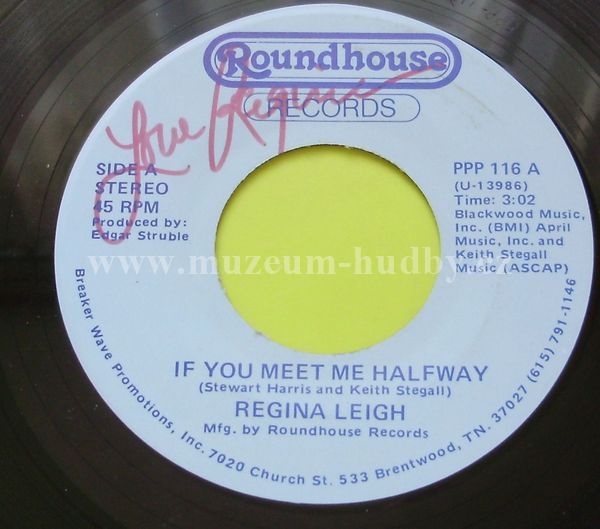 Roundhouse
RECORDS
Love Regina
SIDE A
STEREO
45 RPM
Produced by:
Edgar Struble
PPP 116 A
(U-13986)
Time: 3:02
Blackwood Music,
Inc. (BMI) April
Music, Inc. and
Keith Stegall
Music (ASCAP)
www.muzeum-hudby.cz
IF YOU MEET ME HALFWAY
(Stewart Harris and Keith Stegall)
REGINA LEIGH
Mfg. by Roundhouse Records
Breaker Wave Promotions, Inc. 7020 Church St. 533 Brentwood, TN. 37027 (615) 791-1146